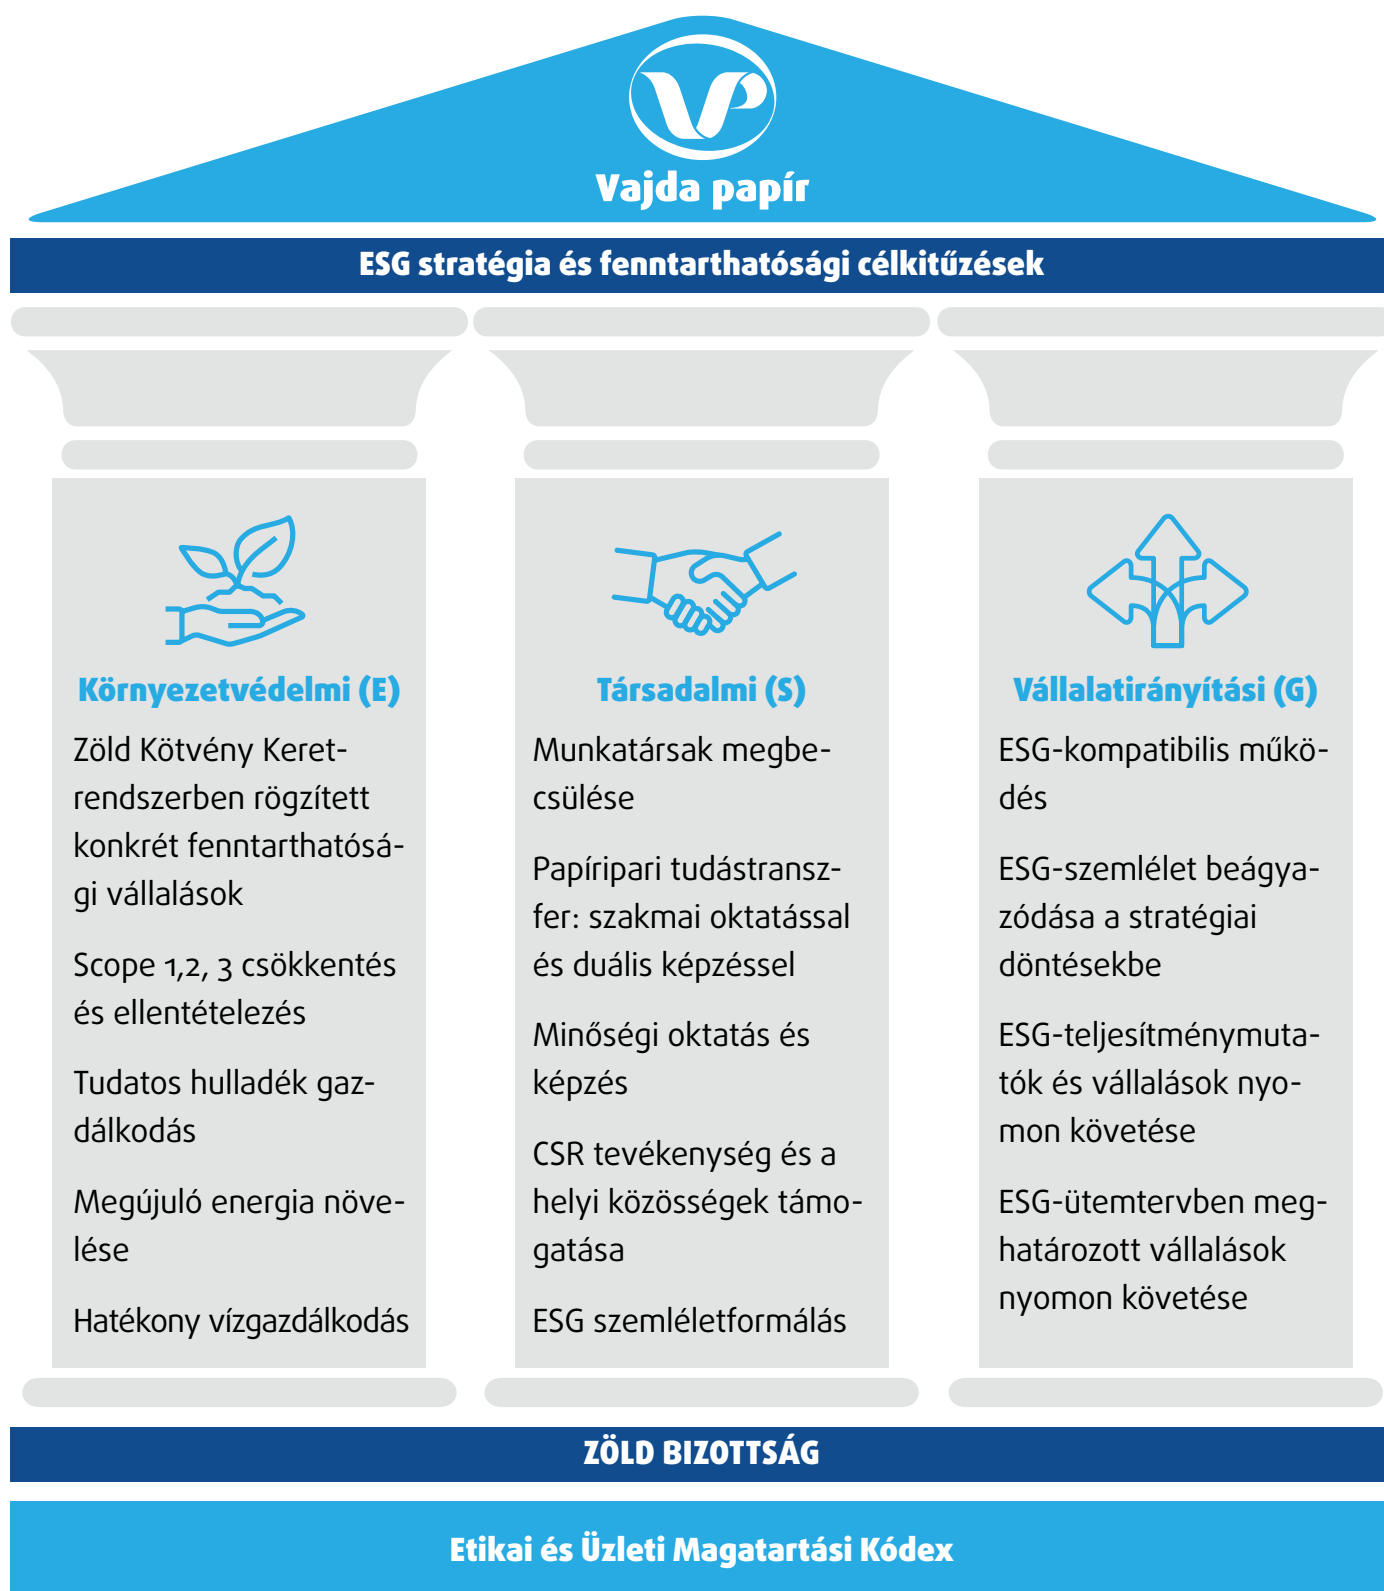 VP
Vajda papír
ESG stratégia és fenntarthatósági célkitűzések
Környezetvédelmi (E)
Zöld Kötvény Keret-
rendszerben rögzített
konkrét fenntarthatósá-
gi vállalások
Scope 1,2, 3 csökkentés
és ellentételezés
Tudatos hulladék gaz-
dálkodás
Megújuló energia növe-
lése
Hatékony vízgazdálkodás
Társadalmi (S)
Munkatársak megbe-
csülése
Papíripari tudástransz-
fer: szakmai oktatással
és duális képzéssel
Minőségi oktatás és
képzés
CSR tevékenység és a
helyi közösségek támo-
gatása
ESG szemléletformálás
Vállalatirányítási (G)
ESG-kompatibilis műkö-
dés
ESG-szemlélet beágya-
zódása a stratégiai
döntésekbe
ESG-teljesítménymuta-
tók és vállalások nyo-
mon követése
ESG-ütemtervben meg-
határozott vállalások
nyomon követése
ZÖLD BIZOTTSÁG
Etikai és Üzleti Magatartási Kódex